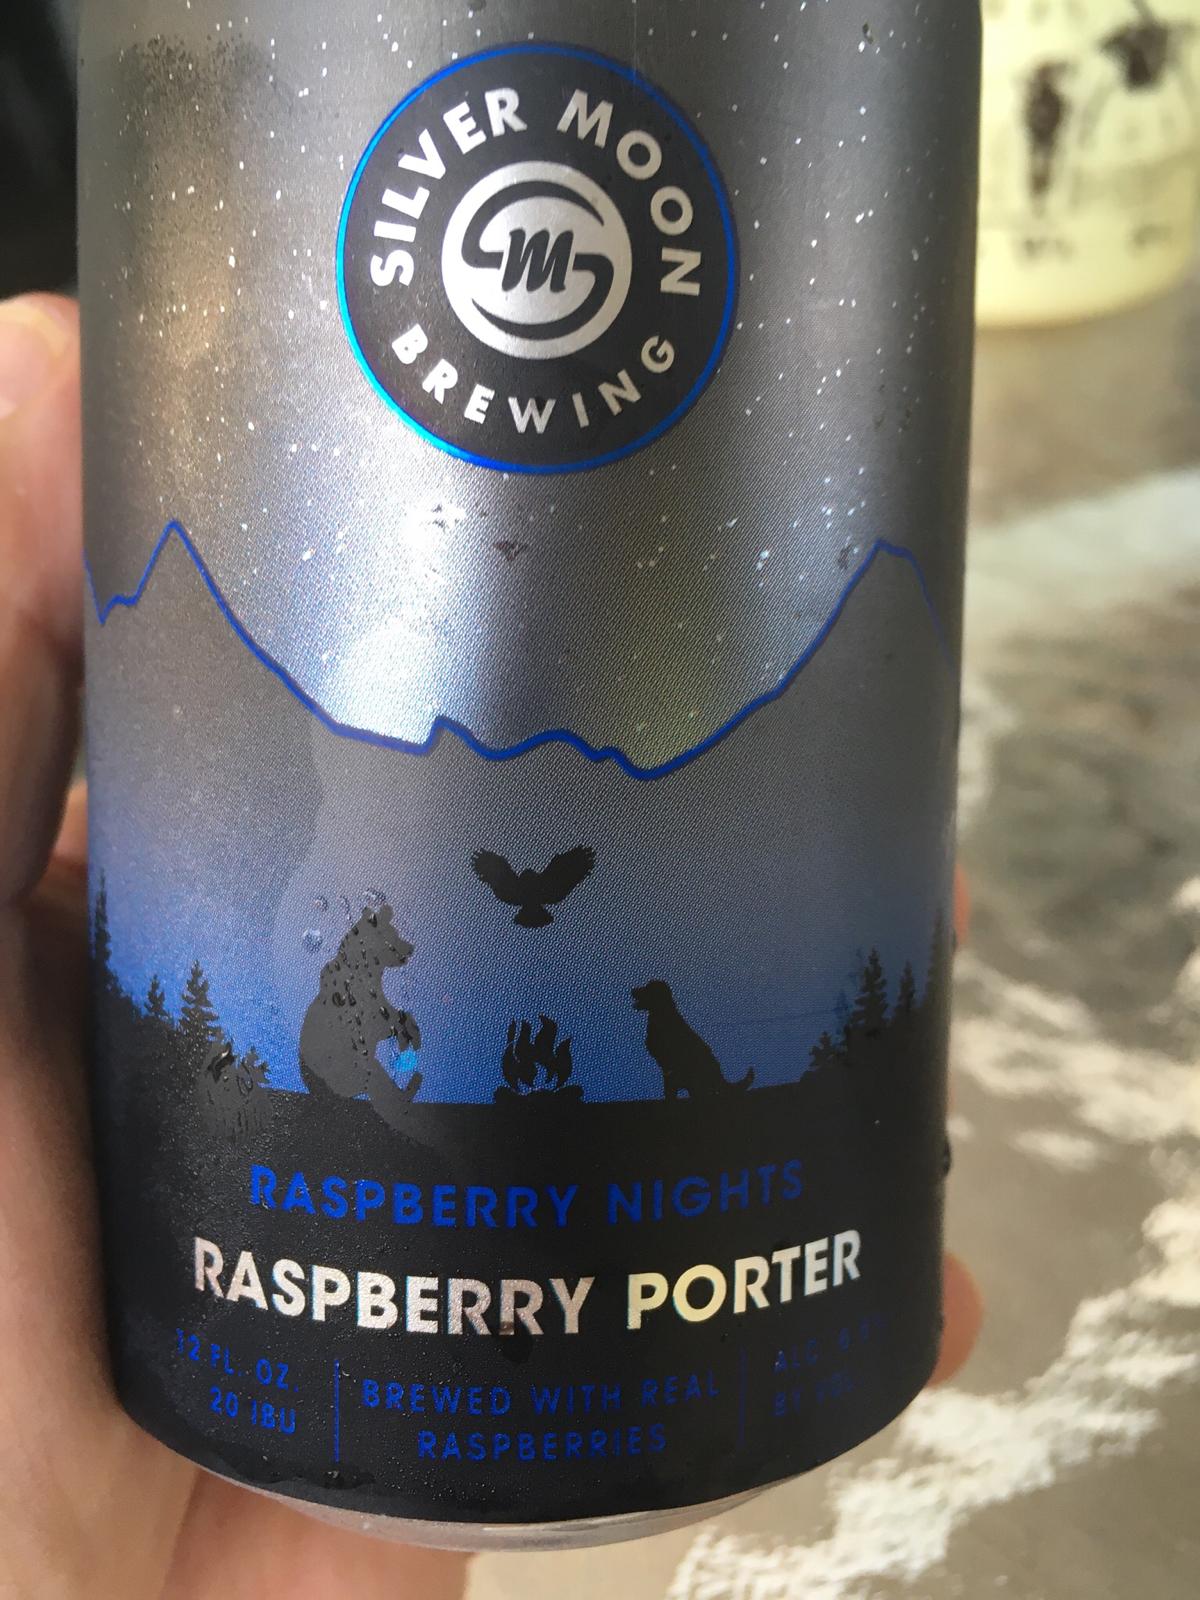 SILVER MOON
BREWING
SM
RASPBERRY NIGHTS
RASPBERRY PORTER
12 FL. OZ.
20 IBU
BREWED WITH REAL
RASPBERRIES
ALC
BY VOL